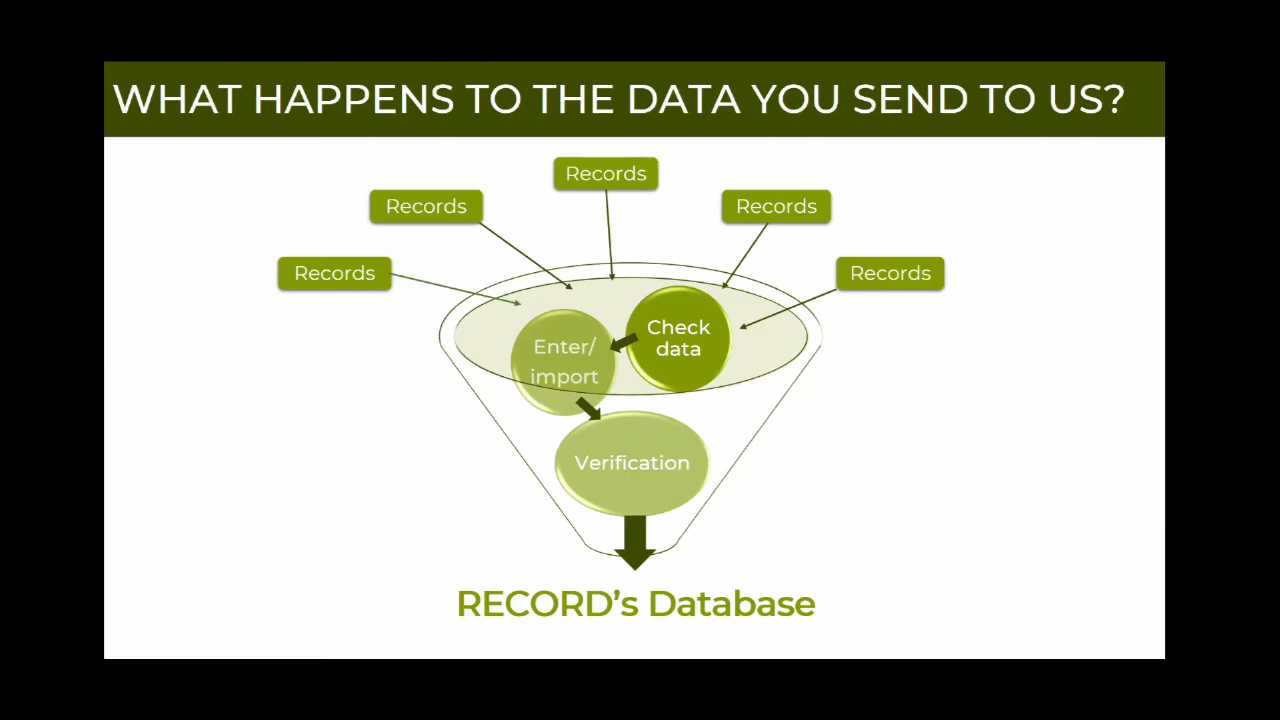 WHAT HAPPENS TO THE DATA YOU SEND TO US?
Records
Records
Records
Records
Records
Check
data
Enter/
import
Verification
RECORD's Database